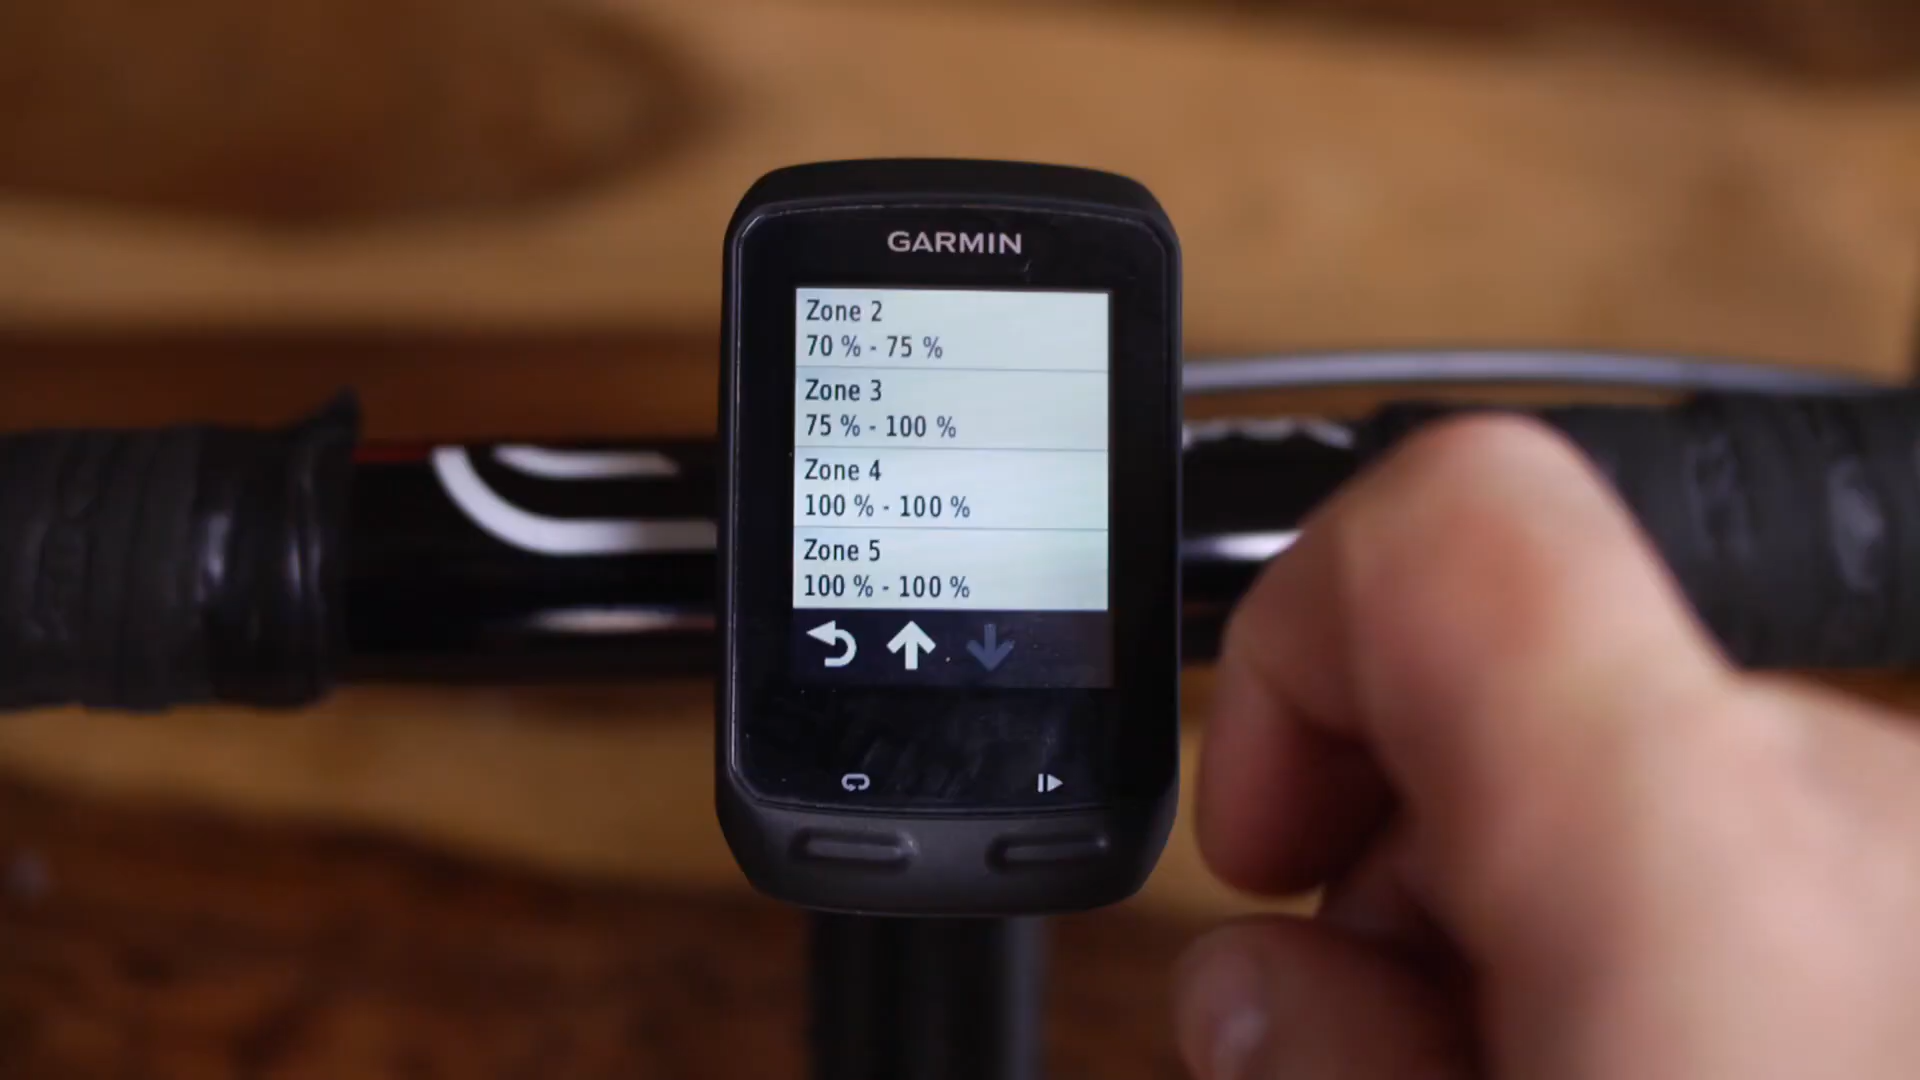 GARMIN
Zone 2
70 % - 75 %
Zone 3
75 % - 100 %
Zone 4
100 % - 100 %
Zone 5
100 % - 100 %